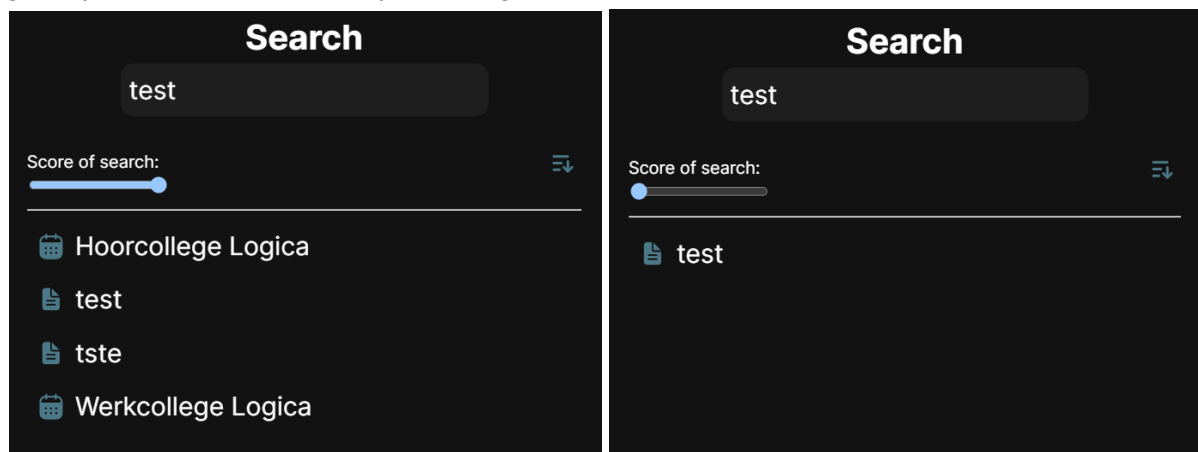 Search
test
Score of search:
Hoorcollege Logica
test
tste
Werkcollege Logica
Search
test
Score of search:
test